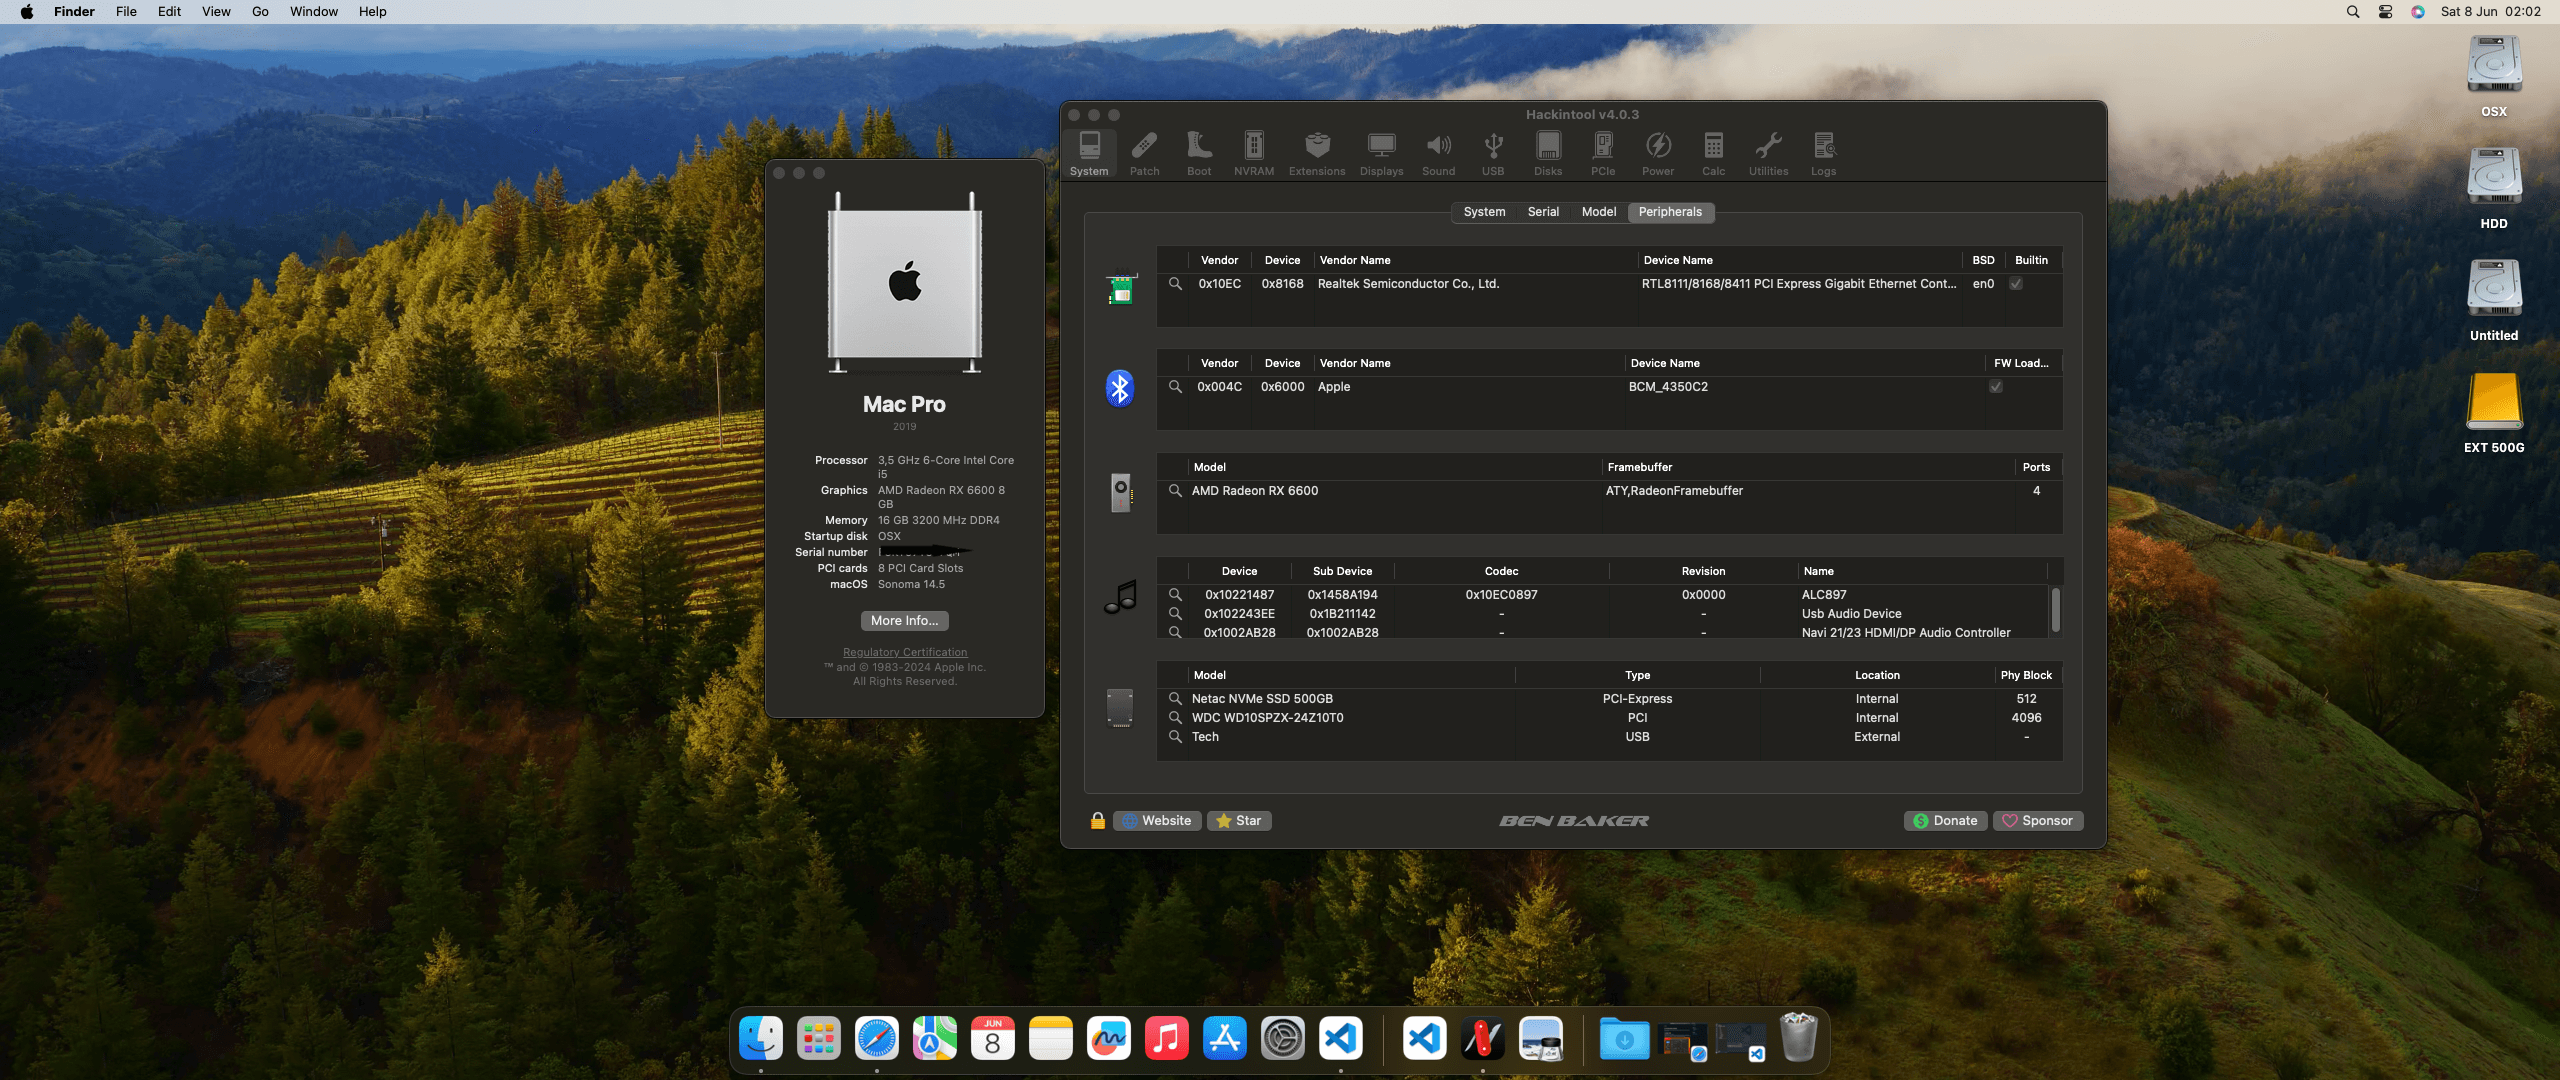 Finder File Edit View Go Window Help
Sat 8 Jun 02:02
OSX
HDD
Untitled
EXT 500G
Mac Pro
2019
Processor 3,5 GHz 6-Core Intel Core
i5
Graphics AMD Radeon RX 6600 8
GB
Memory 16 GB 3200 MHz DDR4
Startup disk OSX
Serial number
PCI cards 8 PCI Card Slots
macOS Sonoma 14.5
More Info...
Regulatory Certification
™ and © 1983-2024 Apple Inc.
All Rights Reserved.
Hackintool v4.0.3
System Patch Boot NVRAM Extensions Displays Sound USB Disks PCIe Power Calc Utilities Logs
System Serial Model Peripherals
Vendor Device Vendor Name Device Name BSD Builtin
0x10EC 0x8168 Realtek Semiconductor Co., Ltd. RTL8111/8168/8411 PCI Express Gigabit Ethernet Cont... en0
Vendor Device Vendor Name Device Name FW Load...
0x004C 0x6000 Apple BCM_4350C2
Model Framebuffer Ports
AMD Radeon RX 6600 ATY,RadeonFramebuffer 4
Device Sub Device Codec Revision Name
0x10221487 0x1458A194 0x10EC0897 0x0000 ALC897
0x102243EE 0x1B211142 - - Usb Audio Device
0x1002AB28 0x1002AB28 - - Navi 21/23 HDMI/DP Audio Controller
Model Type Location Phy Block
Netac NVMe SSD 500GB PCI-Express Internal 512
WDC WD10SPZX-24Z10T0 PCI Internal 4096
Tech USB External -
Website Star BEN BAKER Donate Sponsor
JUN
8